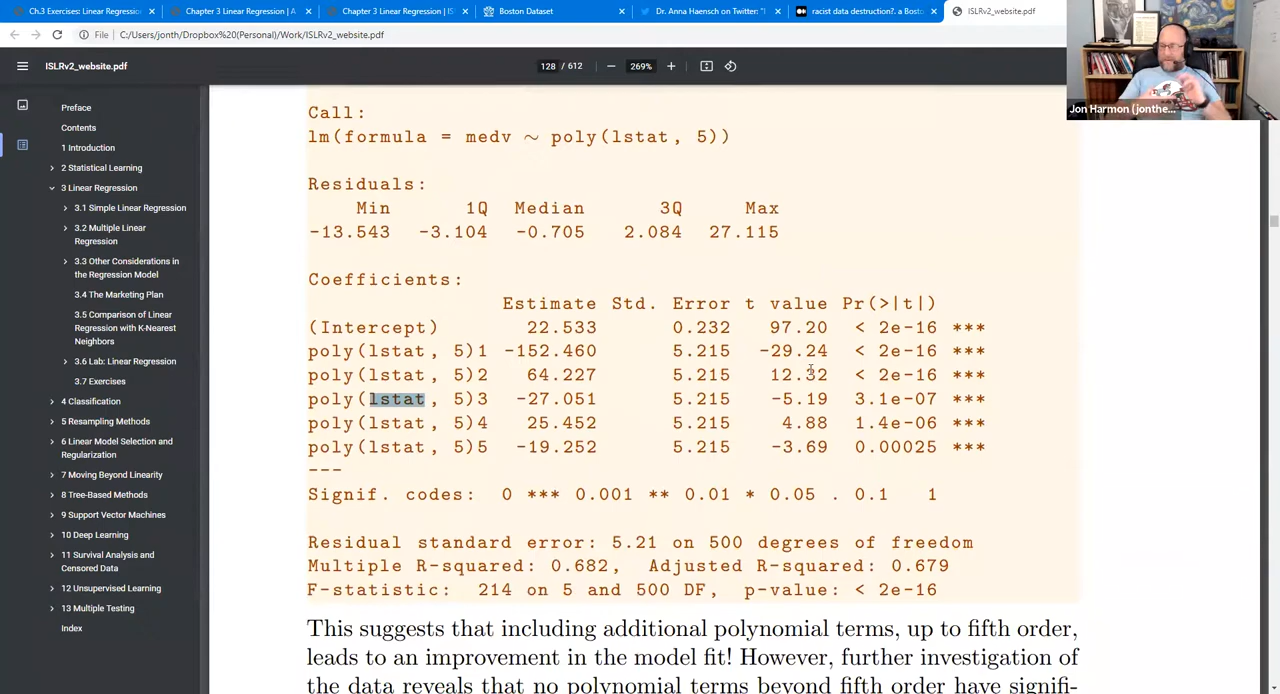 Ch.3 Exercises: Linear Regressio
Chapter 3 Linear Regression | A
Chapter 3 Linear Regression | IS
Boston Dataset
Dr. Anna Haensch on Twitter: "I
racist data destruction?. a Bosto
ISLRv2_website.pdf
File
C:/Users/jonth/Dropbox%20(Personal)/Work/ISLRv2_website.pdf
ISLRv2_website.pdf
128 / 612
269%
Jon Harmon (jonthe...
Preface
Contents
1 Introduction
2 Statistical Learning
3 Linear Regression
3.1 Simple Linear Regression
3.2 Multiple Linear
Regression
3.3 Other Considerations in
the Regression Model
3.4 The Marketing Plan
3.5 Comparison of Linear
Regression with K-Nearest
Neighbors
3.6 Lab: Linear Regression
3.7 Exercises
4 Classification
5 Resampling Methods
6 Linear Model Selection and
Regularization
7 Moving Beyond Linearity
8 Tree-Based Methods
9 Support Vector Machines
10 Deep Learning
11 Survival Analysis and
Censored Data
12 Unsupervised Learning
13 Multiple Testing
Index
Call:
lm(formula = medv ~ poly(lstat, 5))
Residuals:
Min 1Q Median 3Q Max
-13.543 -3.104 -0.705 2.084 27.115
Coefficients:
Estimate Std. Error t value Pr(>|t|)
(Intercept) 22.533 0.232 97.20 < 2e-16 ***
poly(lstat, 5)1 -152.460 5.215 -29.24 < 2e-16 ***
poly(lstat, 5)2 64.227 5.215 12.32 < 2e-16 ***
poly(lstat, 5)3 -27.051 5.215 -5.19 3.1e-07 ***
poly(lstat, 5)4 25.452 5.215 4.88 1.4e-06 ***
poly(lstat, 5)5 -19.252 5.215 -3.69 0.00025 ***
---
Signif. codes: 0 *** 0.001 ** 0.01 * 0.05 . 0.1 1
Residual standard error: 5.21 on 500 degrees of freedom
Multiple R-squared: 0.682, Adjusted R-squared: 0.679
F-statistic: 214 on 5 and 500 DF, p-value: < 2e-16
This suggests that including additional polynomial terms, up to fifth order,
leads to an improvement in the model fit! However, further investigation of
the data reveals that no polynomial terms beyond fifth order have signifi-